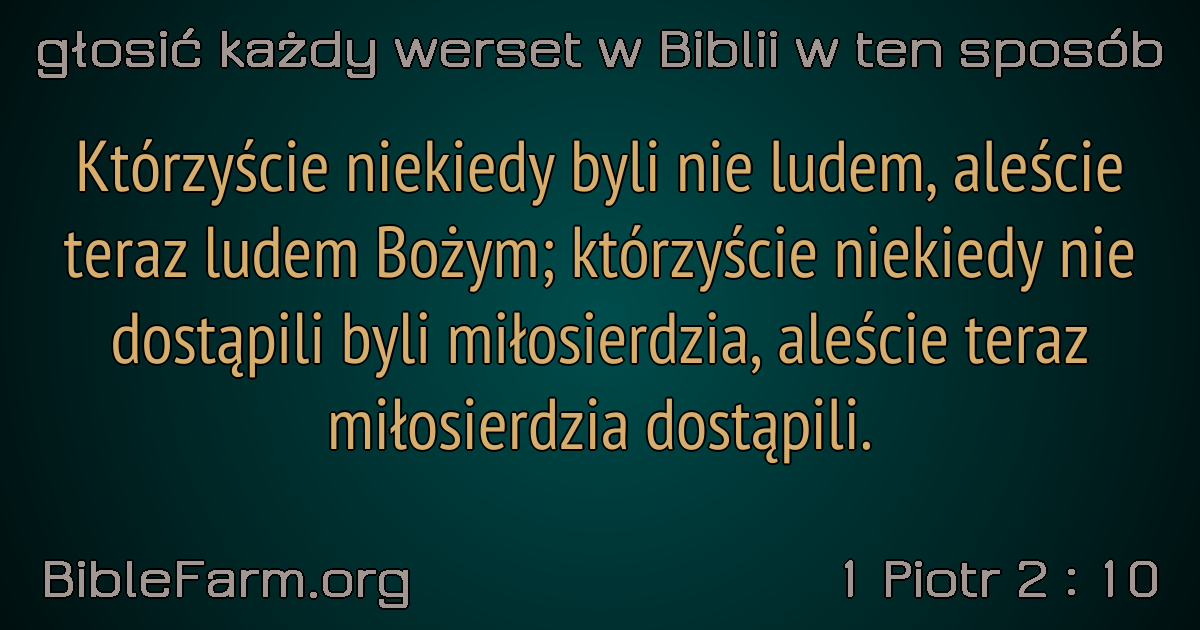 głosić każdy werset w Biblii w ten sposób
Którzyście niekiedy byli nie ludem, aleście
teraz ludem Bożym; którzyście niekiedy nie
dostąpili byli miłosierdzia, aleście teraz
miłosierdzia dostąpili.
BibleFarm.org
1 Piotr 2 : 10